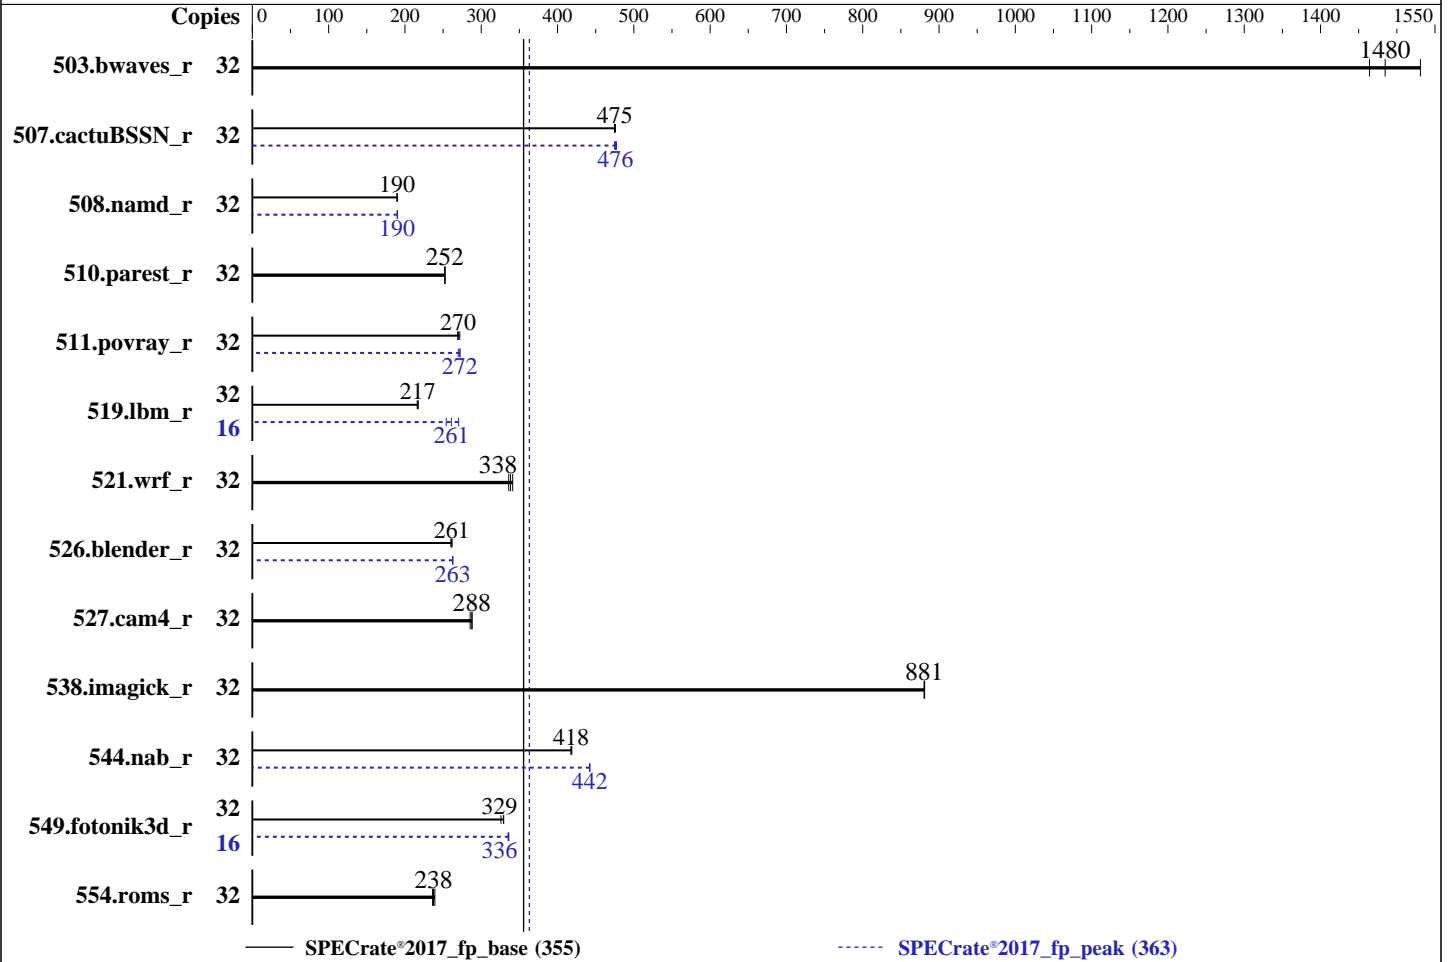 Copies 0 100 200 300 400 500 600 700 800 900 1000 1100 1200 1300 1400 1550
503.bwaves_r 32 1480
507.cactuBSSN_r 32 475
476
508.namd_r 32 190
190
510.parest_r 32 252
511.povray_r 32 270
272
519.lbm_r 32 217
16 261
521.wrf_r 32 338
526.blender_r 32 261
263
527.cam4_r 32 288
538.imagick_r 32 881
544.nab_r 32 418
442
549.fotonik3d_r 32 329
16 336
554.roms_r 32 238
SPECrate®2017_fp_base (355) SPECrate®2017_fp_peak (363)